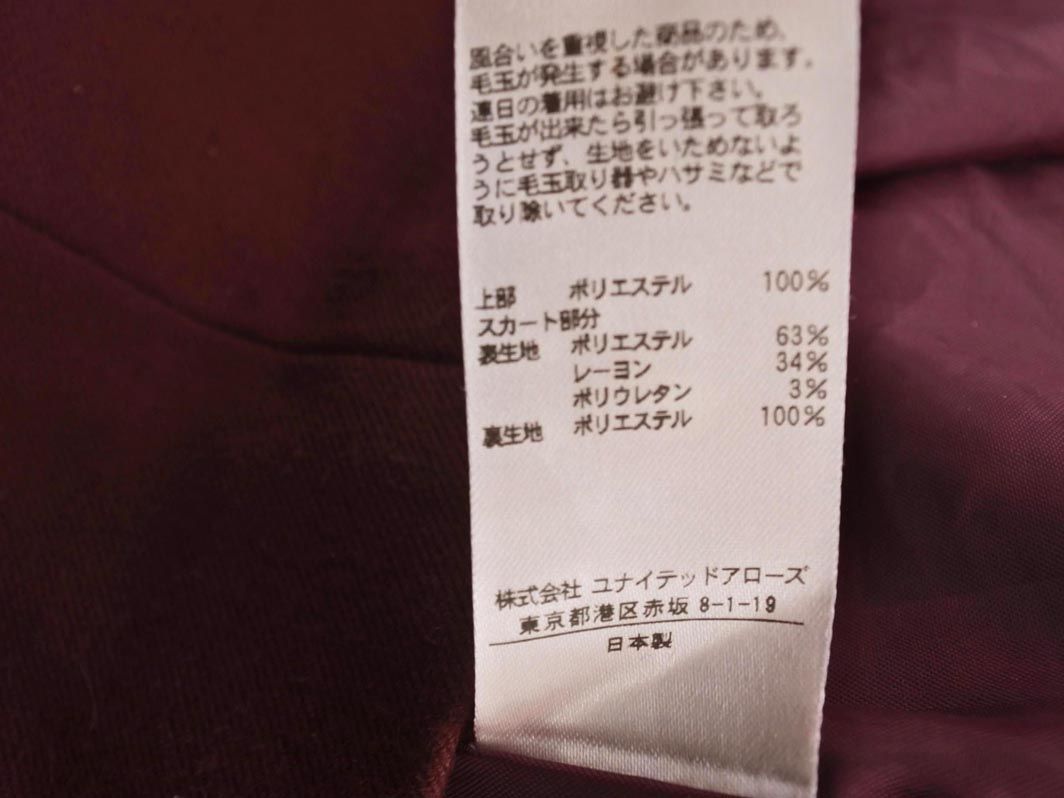 風合いを重視した商品のため、
毛玉が発生する場合があります。
連日の着用はお避け下さい。
毛玉が出来たら引っ張って取ろ
うとせず、生地をいためないよ
うに毛玉取り器やハサミなどで
取り除いてください。
上部 ポリエステル 100%
スカート部分
表生地 ポリエステル 63%
レーヨン 34%
ポリウレタン 3%
裏生地 ポリエステル 100%
株式会社 ユナイテッドアローズ
東京都港区赤坂 8-1-19
日本製